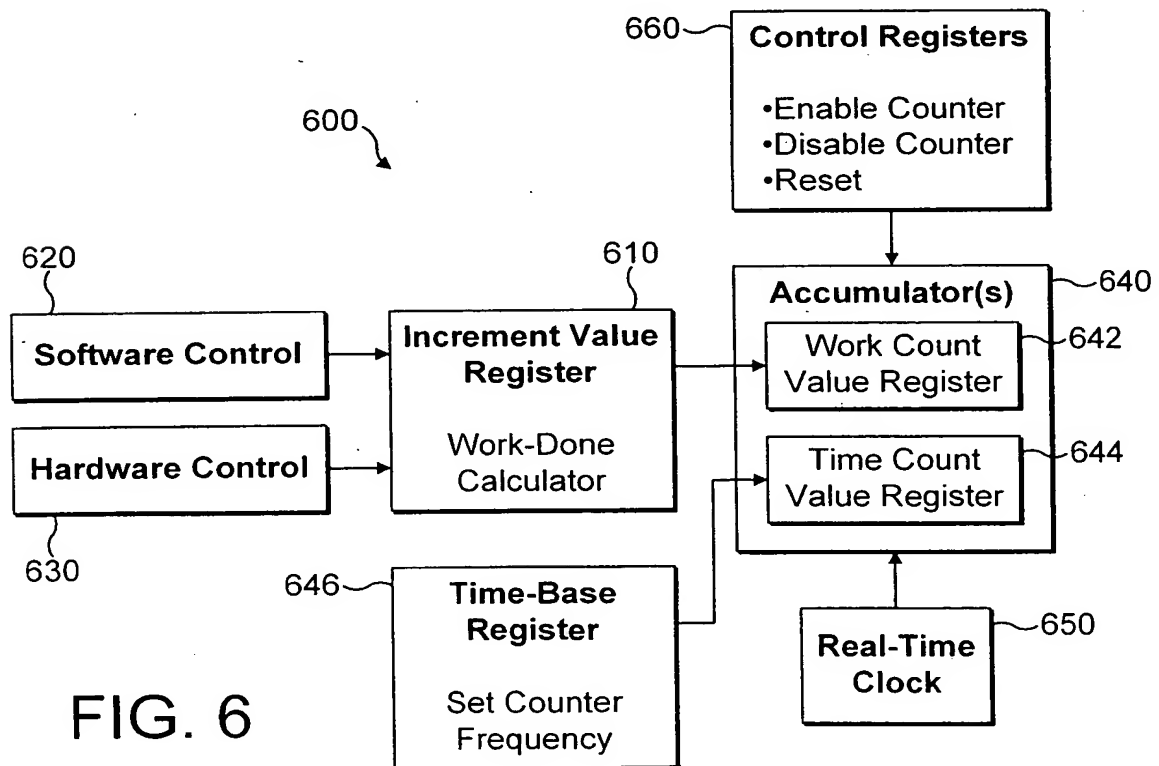 660
Control Registers
•Enable Counter
•Disable Counter
•Reset
600
620
Software Control
Hardware Control
630
610
Increment Value
Register
Work-Done
Calculator
Accumulator(s)
640
Work Count
Value Register
642
Time Count
Value Register
644
646
Time-Base
Register
Set Counter
Frequency
Real-Time
Clock
650
FIG. 6